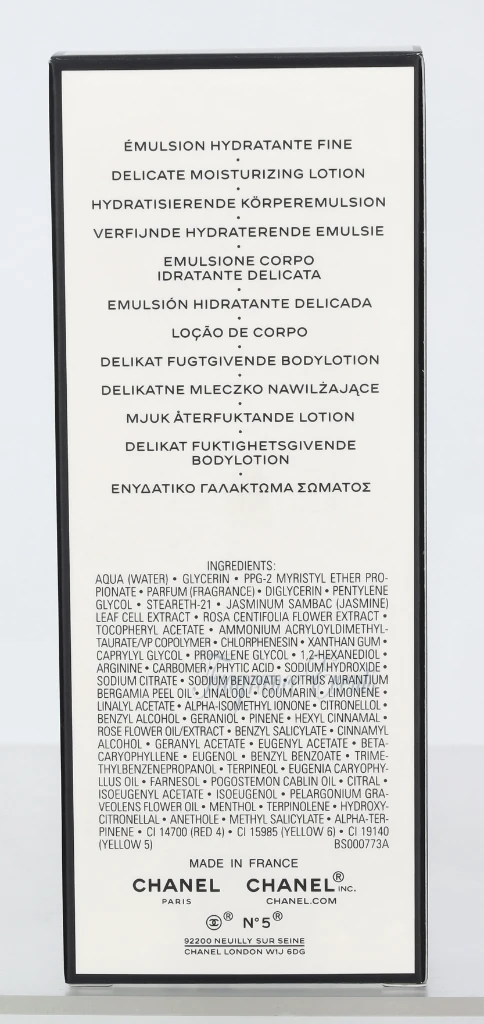 ÉMULSION HYDRATANTE FINE
•
DELICATE MOISTURIZING LOTION
•
HYDRATISIERENDE KÖRPEREMULSION
•
VERFIJNDE HYDRATERENDE EMULSIE
•
EMULSIONE CORPO
IDRATANTE DELICATA
•
EMULSIÓN HIDRATANTE DELICADA
•
LOÇÃO DE CORPO
•
DELIKAT FUGTGIVENDE BODYLOTION
•
DELIKATNE MLECZKO NAWILŻAJĄCE
•
MJUK ÅTERFUKTANDE LOTION
•
DELIKAT FUKTIGHETSGIVENDE
BODYLOTION
•
ΕΝΥΔΑΤΙΚΟ ΓΑΛΑΚΤΩΜΑ ΣΩΜΑΤΟΣ
INGREDIENTS:
AQUA (WATER) • GLYCERIN • PPG-2 MYRISTYL ETHER PRO-
PIONATE • PARFUM (FRAGRANCE) • DIGLYCERIN • PENTYLENE
GLYCOL • STEARETH-21 • JASMINUM SAMBAC (JASMINE)
LEAF CELL EXTRACT • ROSA CENTIFOLIA FLOWER EXTRACT •
TOCOPHERYL ACETATE • AMMONIUM ACRYLOYLDIMETHYL-
TAURATE/VP COPOLYMER • CHLORPHENESIN • XANTHAN GUM •
CAPRYLYL GLYCOL • PROPYLENE GLYCOL • 1,2-HEXANEDIOL •
ARGININE • CARBOMER • PHYTIC ACID • SODIUM HYDROXIDE •
SODIUM CITRATE • SODIUM BENZOATE • CITRUS AURANTIUM
BERGAMIA PEEL OIL • LINALOOL • COUMARIN • LIMONENE •
LINALYL ACETATE • ALPHA-ISOMETHYL IONONE • CITRONELLOL •
BENZYL ALCOHOL • GERANIOL • PINENE • HEXYL CINNAMAL •
ROSE FLOWER OIL/EXTRACT • BENZYL SALICYLATE • CINNAMYL
ALCOHOL • GERANYL ACETATE • EUGENYL ACETATE • BETA-
CARYOPHYLLENE • EUGENOL • BENZYL BENZOATE • TRIME-
THYLBENZENEPROPANOL • TERPINEOL • EUGENIA CARYOPHY-
LLUS OIL • FARNESOL • POGOSTEMON CABLIN OIL • CITRAL •
ISOEUGENYL ACETATE • ISOEUGENOL • PELARGONIUM GRA-
VEOLENS FLOWER OIL • MENTHOL • TERPINOLENE • HYDROXY-
CITRONELLAL • ANETHOLE • METHYL SALICYLATE • ALPHA-TER-
PINENE • CI 14700 (RED 4) • CI 15985 (YELLOW 6) • CI 19140
(YELLOW 5) BS000773A
MADE IN FRANCE
CHANEL CHANEL® INC.
PARIS CHANEL.COM
® N°5®
92200 NEUILLY SUR SEINE
CHANEL LONDON W1J 6DG